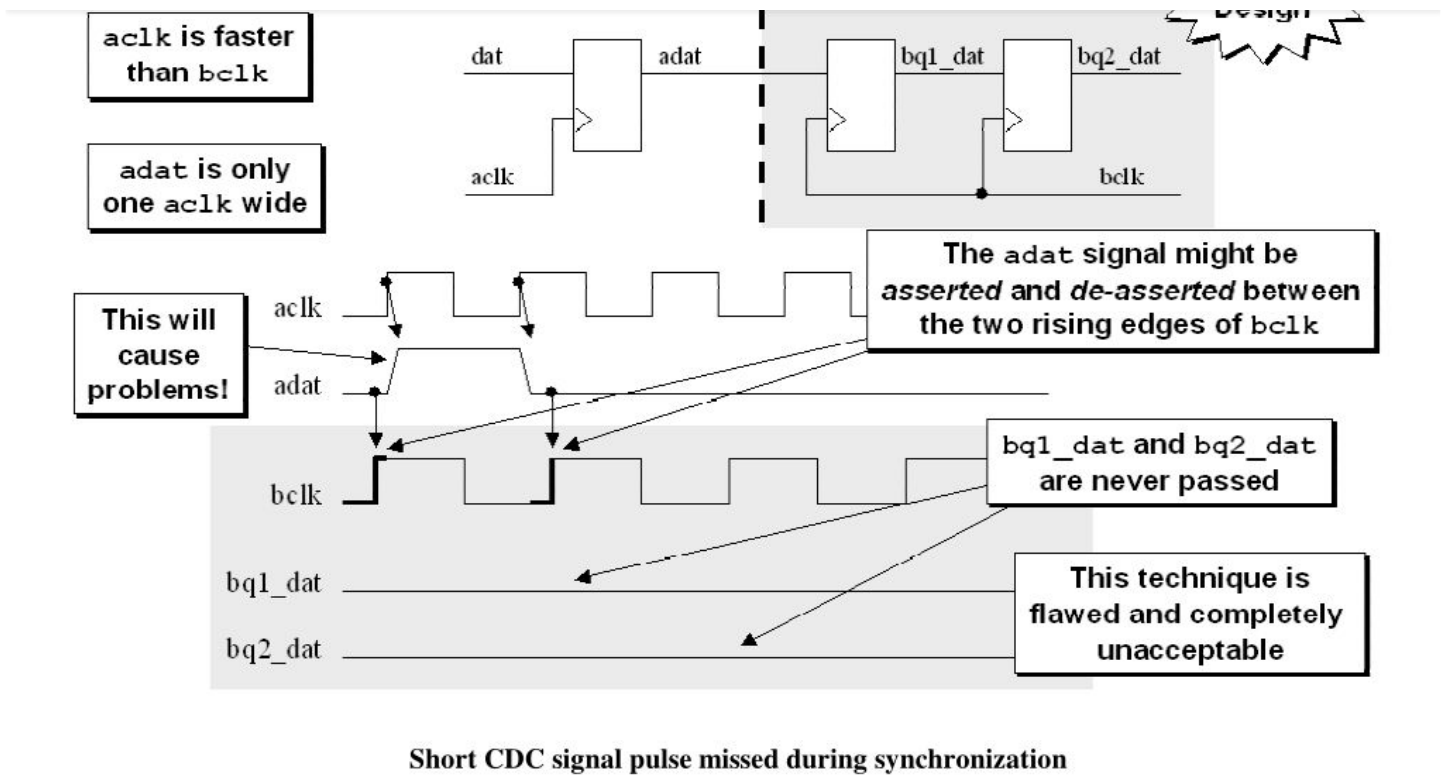 aclk is faster
than bclk
Design
dat
adat
bq1_dat
bq2_dat
aclk
bclk
adat is only
one aclk wide
The adat signal might be
asserted and de-asserted between
the two rising edges of bclk
aclk
This will
cause
problems!
adat
bq1_dat and bq2_dat
are never passed
bclk
bq1_dat
This technique is
flawed and completely
unacceptable
bq2_dat
Short CDC signal pulse missed during synchronization